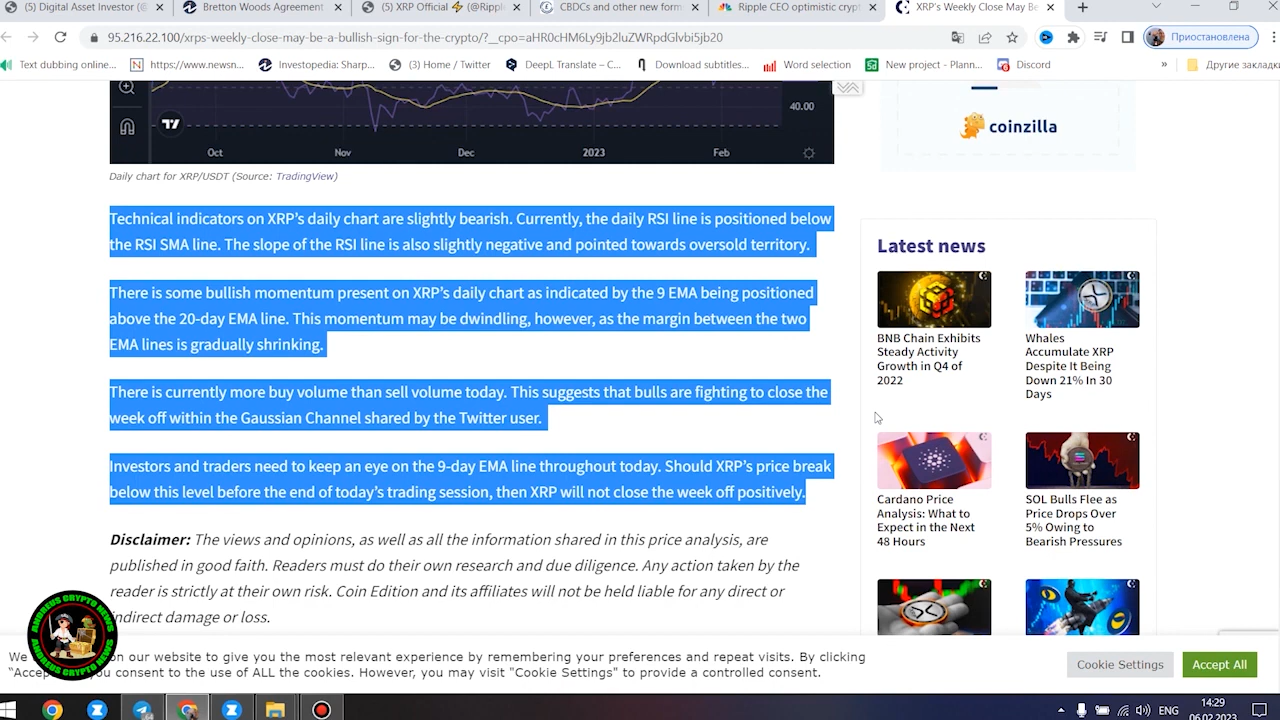 (5) Digital Asset Investor (@
Bretton Woods Agreement
(5) XRP Official ⚡ (@Ripple
CBDCs and other new form
Ripple CEO optimistic crypt
XRP's Weekly Close May Be
95.216.22.100/xrps-weekly-close-may-be-a-bullish-sign-for-the-crypto/?__cpo=aHR0cHM6Ly9jb2luZWRpdGlvbi5jb20
Приостановлена
Text dubbing online...
https://www.newsn...
Investopedia: Sharp...
(3) Home / Twitter
DeepL Translate – C...
Download subtitles...
Word selection
New project - Plann...
Discord
»
Другие закладки
40.00
Oct Nov Dec 2023 Feb
Daily chart for XRP/USDT (Source: TradingView)
Technical indicators on XRP's daily chart are slightly bearish. Currently, the daily RSI line is positioned below
the RSI SMA line. The slope of the RSI line is also slightly negative and pointed towards oversold territory.
There is some bullish momentum present on XRP's daily chart as indicated by the 9 EMA being positioned
above the 20-day EMA line. This momentum may be dwindling, however, as the margin between the two
EMA lines is gradually shrinking.
There is currently more buy volume than sell volume today. This suggests that bulls are fighting to close the
week off within the Gaussian Channel shared by the Twitter user.
Investors and traders need to keep an eye on the 9-day EMA line throughout today. Should XRP's price break
below this level before the end of today's trading session, then XRP will not close the week off positively.
Disclaimer: The views and opinions, as well as all the information shared in this price analysis, are
published in good faith. Readers must do their own research and due diligence. Any action taken by the
reader is strictly at their own risk. Coin Edition and its affiliates will not be held liable for any direct or
indirect damage or loss.
coinzilla
Latest news
BNB Chain Exhibits
Steady Activity
Growth in Q4 of
2022
Whales
Accumulate XRP
Despite It Being
Down 21% In 30
Days
Cardano Price
Analysis: What to
Expect in the Next
48 Hours
SOL Bulls Flee as
Price Drops Over
5% Owing to
Bearish Pressures
ANDREUS CRYPTO NEWS
ANDREUS CRYPTO NEWS
We on our website to give you the most relevant experience by remembering your preferences and repeat visits. By clicking
"Accep you consent to the use of ALL the cookies. However, you may visit "Cookie Settings" to provide a controlled consent.
Cookie Settings
Accept All
ENG
14:29
06.02.2023